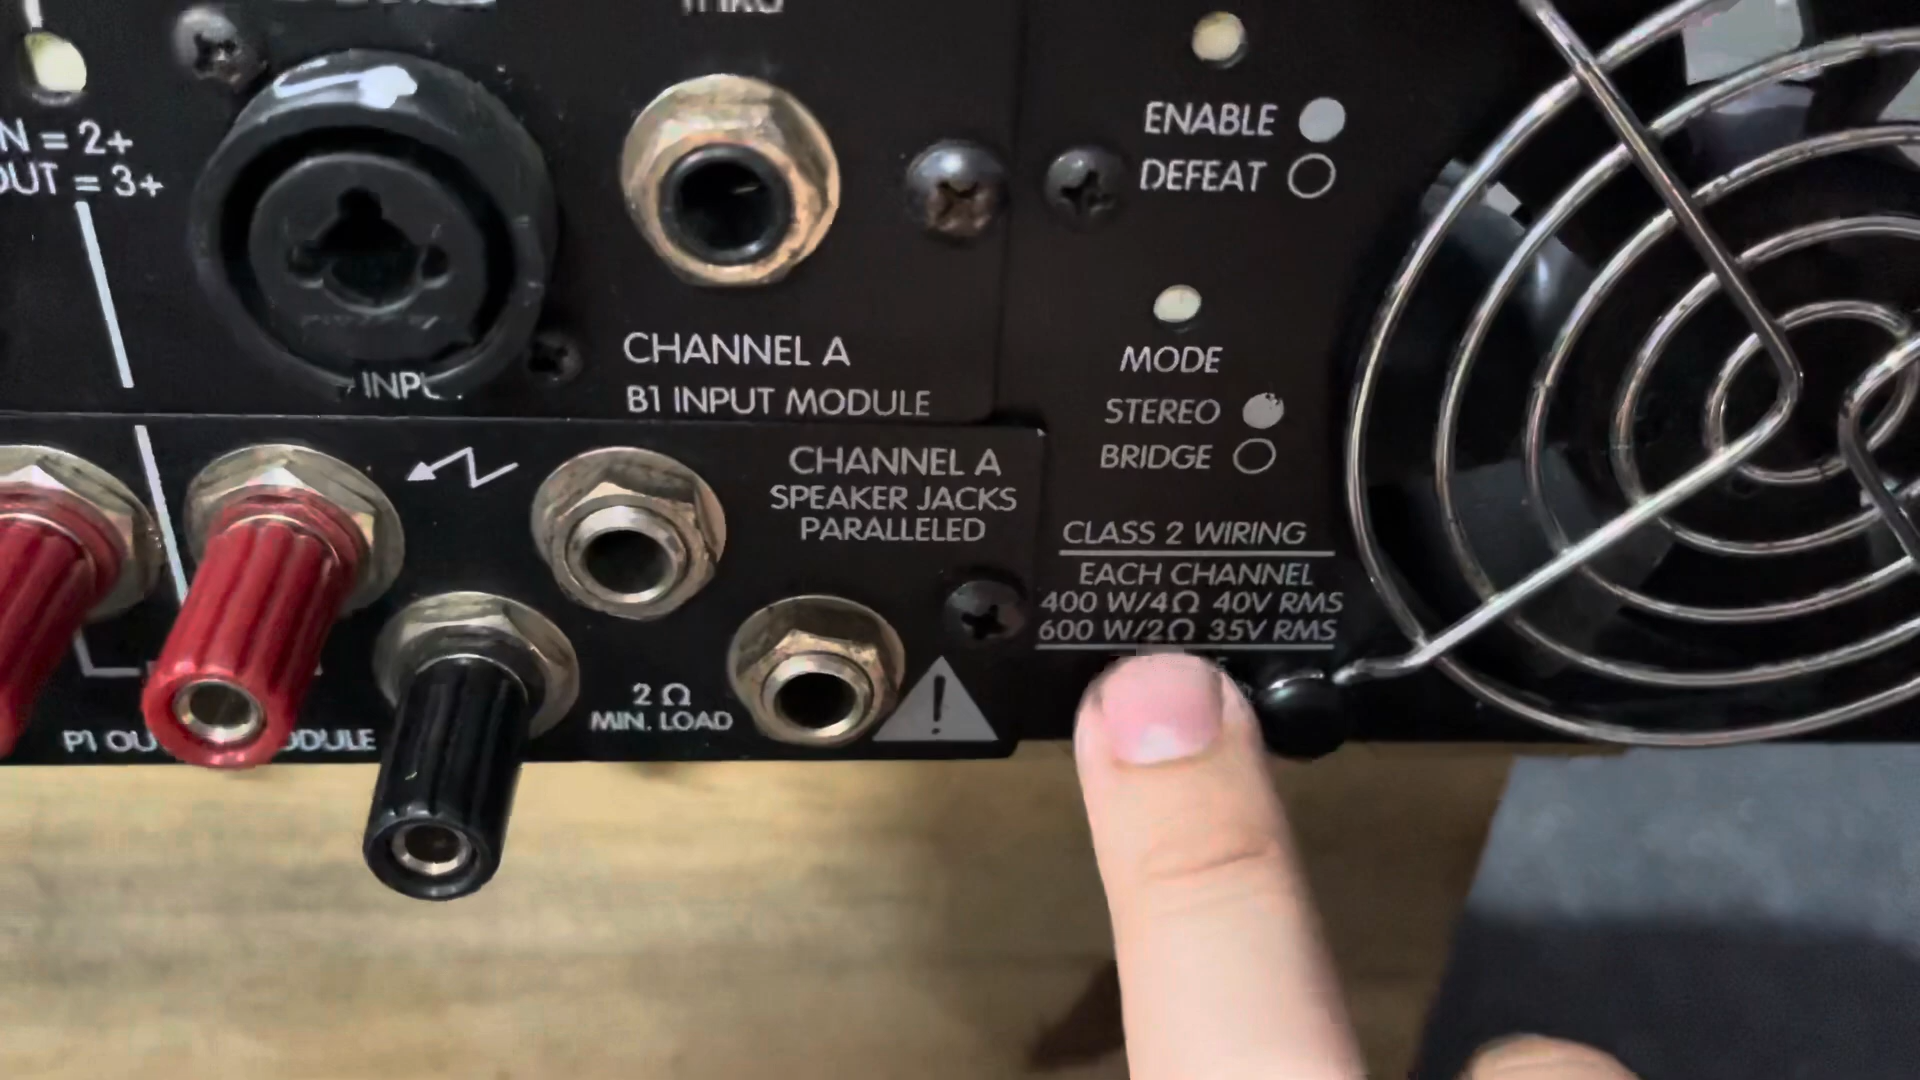 N = 2+
OUT = 3+
ENABLE
DEFEAT
CHANNEL A
B1 INPUT MODULE
MODE
STEREO
BRIDGE
CHANNEL A
SPEAKER JACKS
PARALLELED
CLASS 2 WIRING
EACH CHANNEL
400 W/4Ω 40V RMS
600 W/2Ω 35V RMS
2 Ω
MIN. LOAD
P1